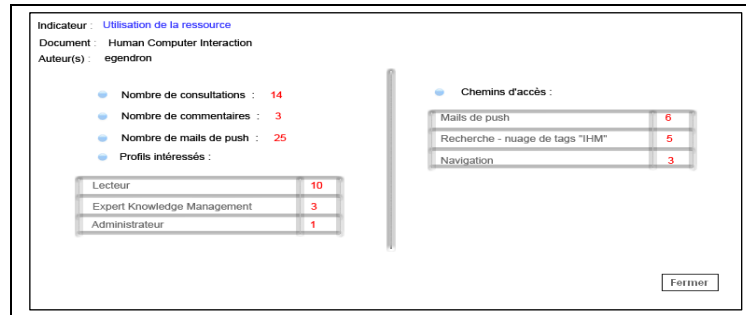 Indicateur : Utilisation de la ressource
Document : Human Computer Interaction
Auteur(s) : egendron
Nombre de consultations : 14
Nombre de commentaires : 3
Nombre de mails de push : 25
Profils intéressés :
Lecteur 10
Expert Knowledge Management 3
Administrateur 1
Chemins d'accès :
Mails de push 6
Recherche - nuage de tags "IHM" 5
Navigation 3
Fermer